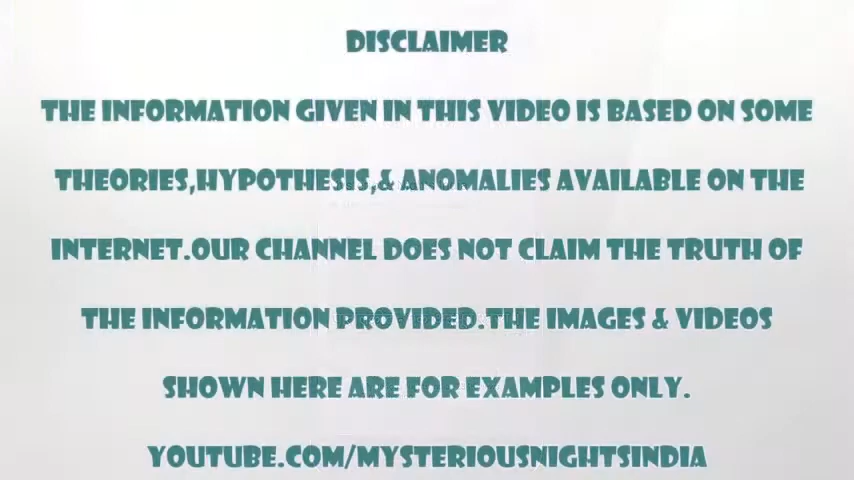 DISCLAIMER
THE INFORMATION GIVEN IN THIS VIDEO IS BASED ON SOME
THEORIES,HYPOTHESIS,& ANOMALIES AVAILABLE ON THE
INTERNET.OUR CHANNEL DOES NOT CLAIM THE TRUTH OF
THE INFORMATION PROVIDED.THE IMAGES & VIDEOS
SHOWN HERE ARE FOR EXAMPLES ONLY.
YOUTUBE.COM/MYSTERIOUSNIGHTSINDIA